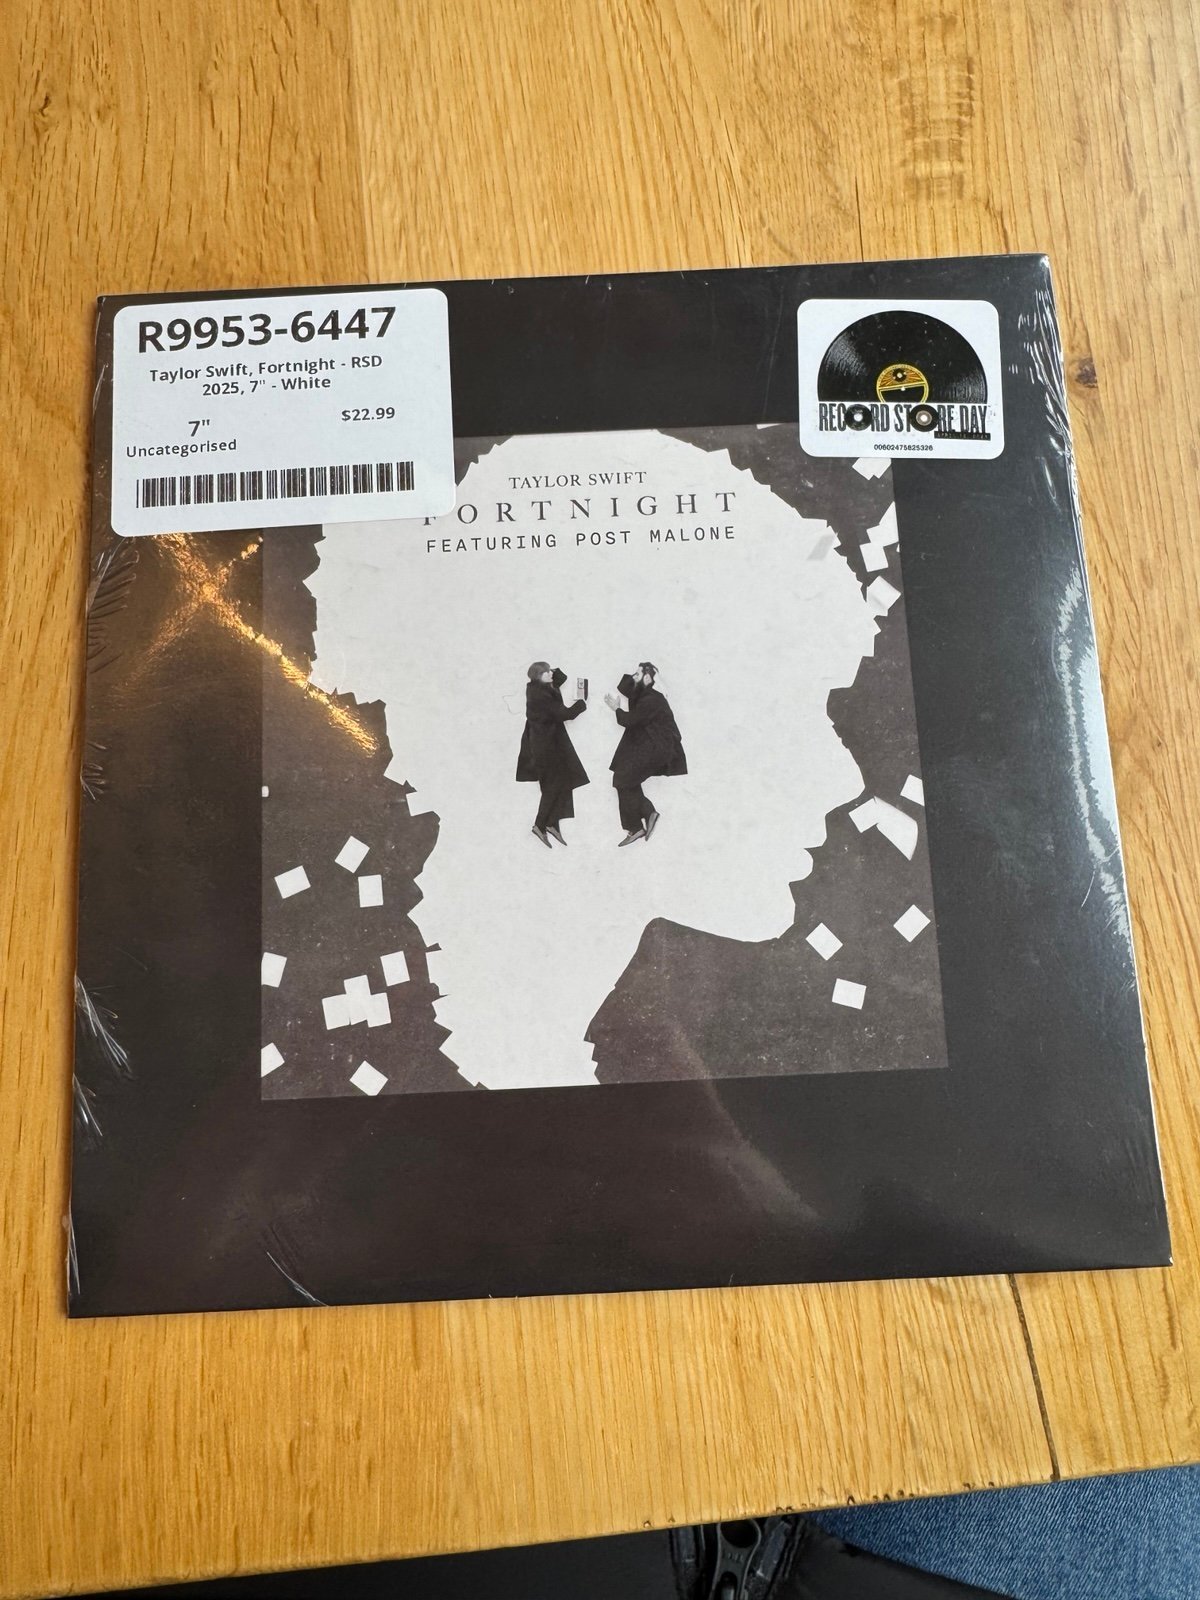 R9953-6447
Taylor Swift, Fortnight - RSD
2025, 7" - White
$22.99
7"
Uncategorised
RECORD STORE DAY
00602475825326
TAYLOR SWIFT
FORTNIGHT
FEATURING POST MALONE